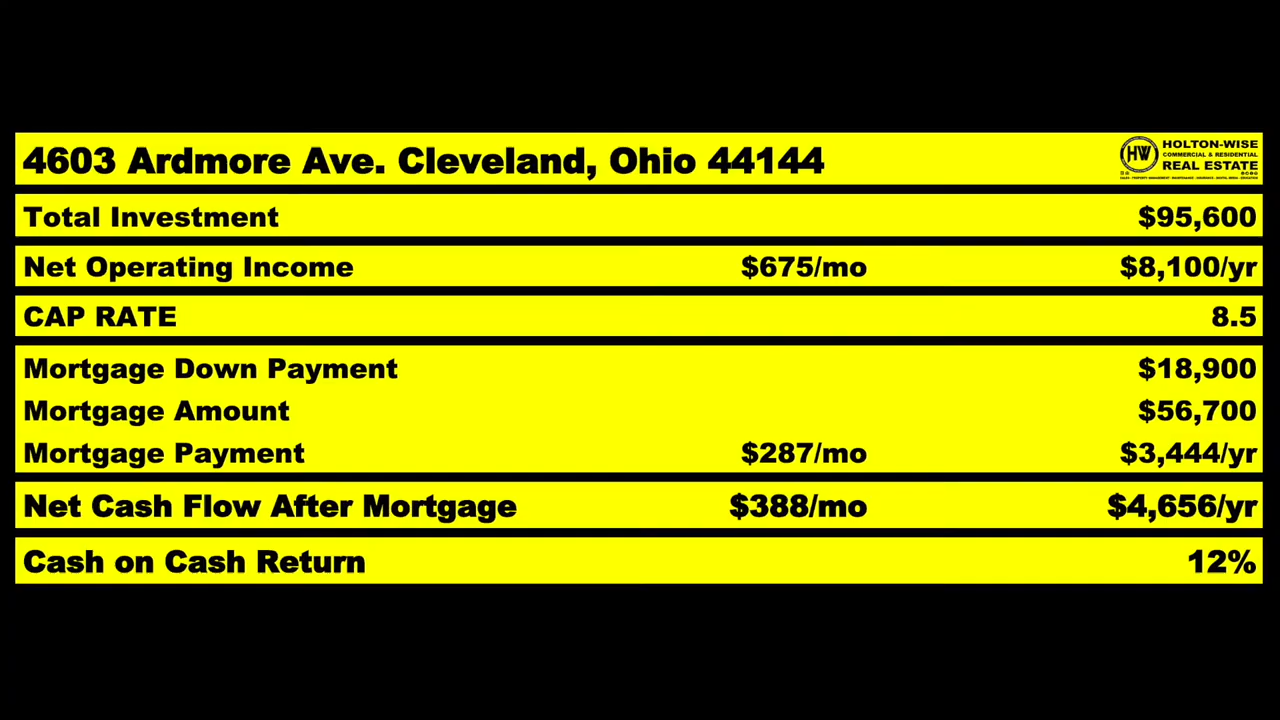 4603 Ardmore Ave. Cleveland, Ohio 44144
HW
HOLTON-WISE
COMMERCIAL & RESIDENTIAL
REAL ESTATE
Total Investment $95,600
Net Operating Income $675/mo $8,100/yr
CAP RATE 8.5
Mortgage Down Payment $18,900
Mortgage Amount $56,700
Mortgage Payment $287/mo $3,444/yr
Net Cash Flow After Mortgage $388/mo $4,656/yr
Cash on Cash Return 12%